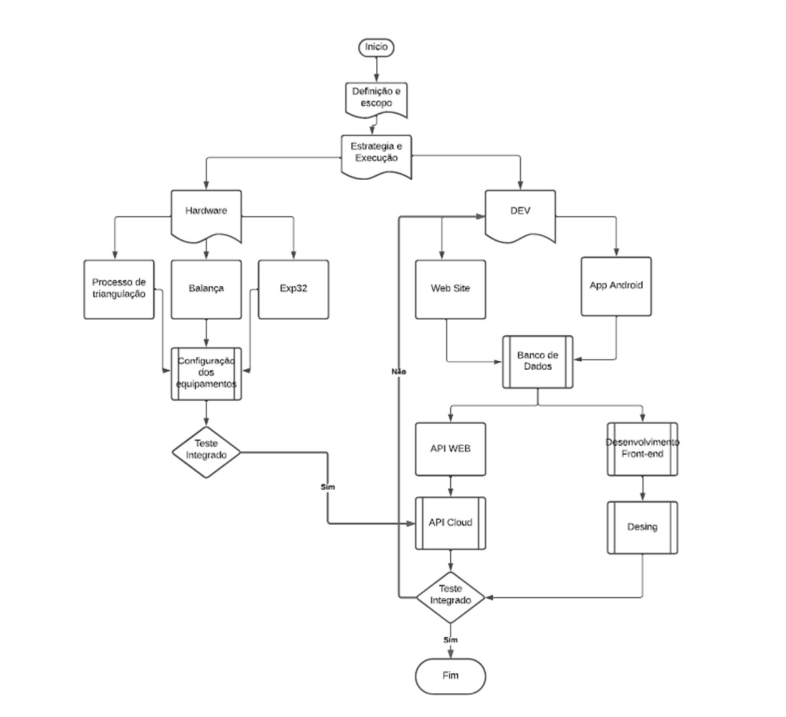 Inicio
Definição e
escopo
Estrategia e
Execução
Hardware
DEV
Processo de
triangulação
Balança
Exp32
Web Site
App Android
Configuração
dos
equipamentos
Banco de
Dados
Não
Teste
Integrado
API WEB
Desenvolvimento
Front-end
Sim
API Cloud
Desing
Teste
Integrado
Sim
Fim